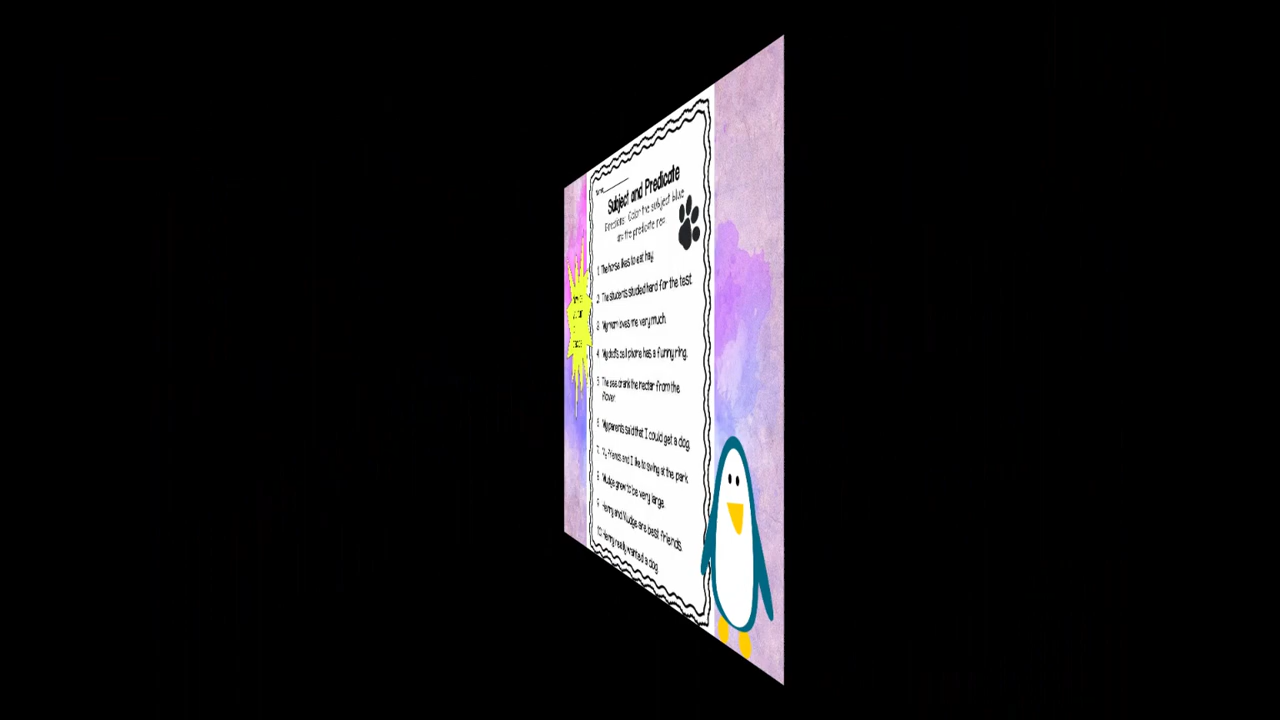 Name
Subject and Predicate
Directions: Color the subject blue
and the predicate red.
1. The horse likes to eat hay.
2. The students studied hard for the test.
3. My mom loves me very much.
4. My dad's cell phone has a funny ring.
5. The bee drank the nectar from the
flower.
6. My parents said that I could get a dog.
7. My friends and I like to swing at the park.
8. Mudge grew to be very large.
9. Henry and Mudge are best friends.
10. Henry really wanted a dog.